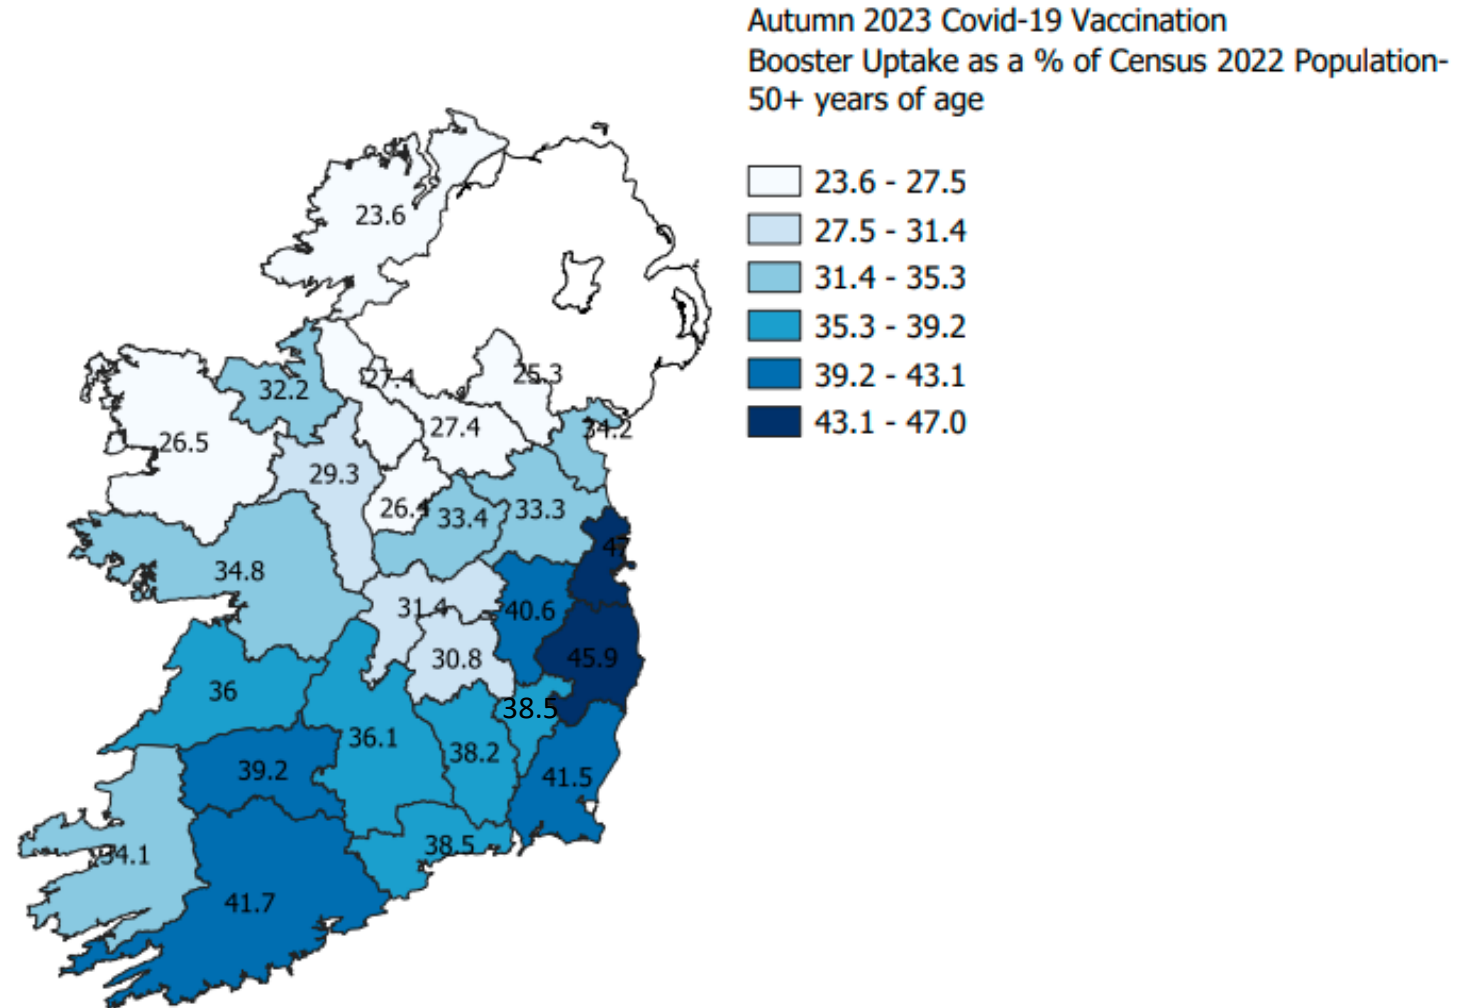 Autumn 2023 Covid-19 Vaccination
Booster Uptake as a % of Census 2022 Population-
50+ years of age
23.6 - 27.5
27.5 - 31.4
31.4 - 35.3
35.3 - 39.2
39.2 - 43.1
43.1 - 47.0
23.6
27.4
25.3
32.2
27.4
34.2
26.5
29.3
26.4
33.4
33.3
47
34.8
31.4
40.6
30.8
45.9
36
38.5
36.1
38.2
39.2
41.5
38.5
34.1
41.7